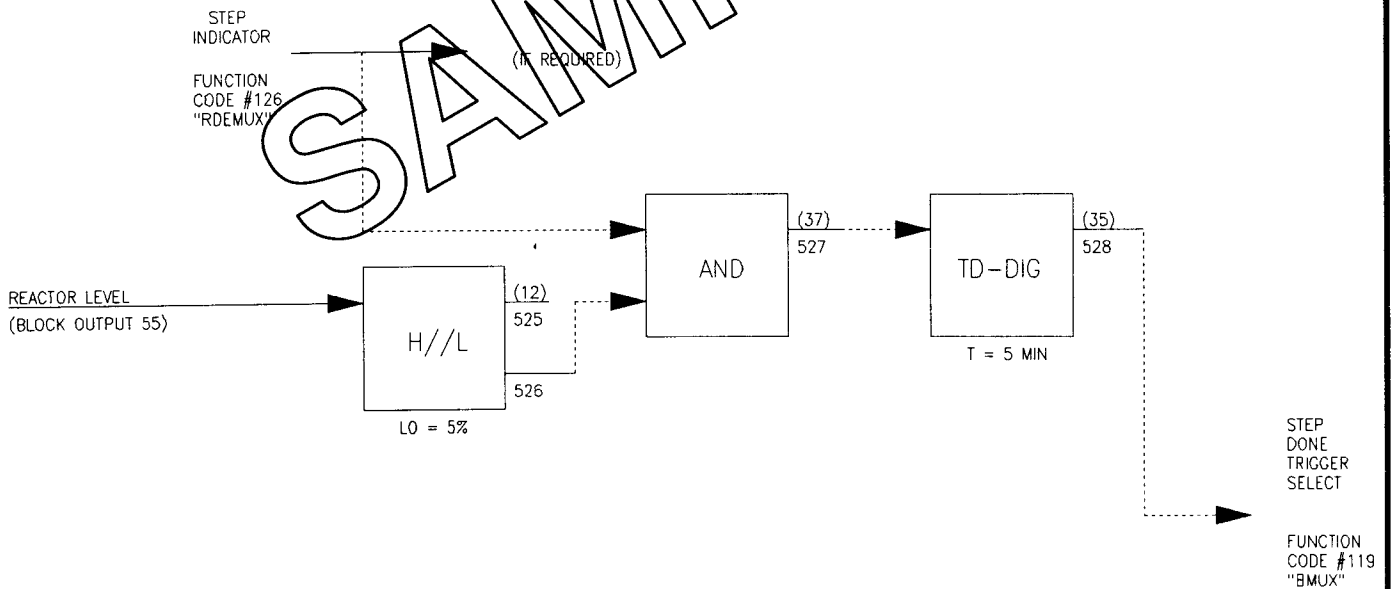 STEP
INDICATOR
(IF REQUIRED)
FUNCTION
CODE #126
"RDEMUX"
(37)
527
AND
(35)
528
TD-DIG
T = 5 MIN
REACTOR LEVEL
(BLOCK OUTPUT 55)
(12)
525
H//L
526
LO = 5%
STEP
DONE
TRIGGER
SELECT
FUNCTION
CODE #119
"BMUX"